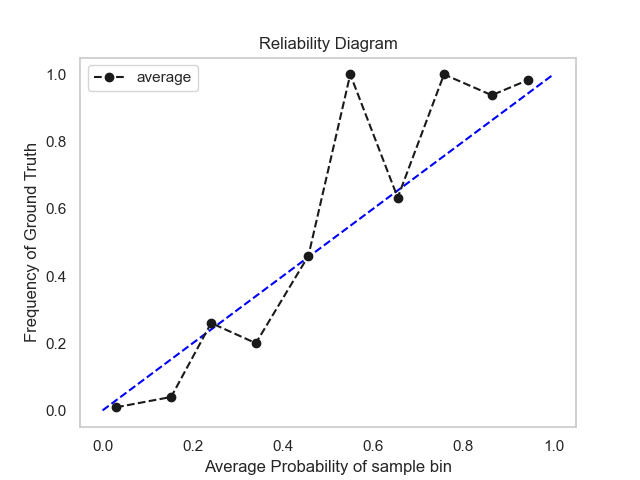 Reliability Diagram
average
Frequency of Ground Truth
1.0
0.8
0.6
0.4
0.2
0.0
0.0 0.2 0.4 0.6 0.8 1.0
Average Probability of sample bin